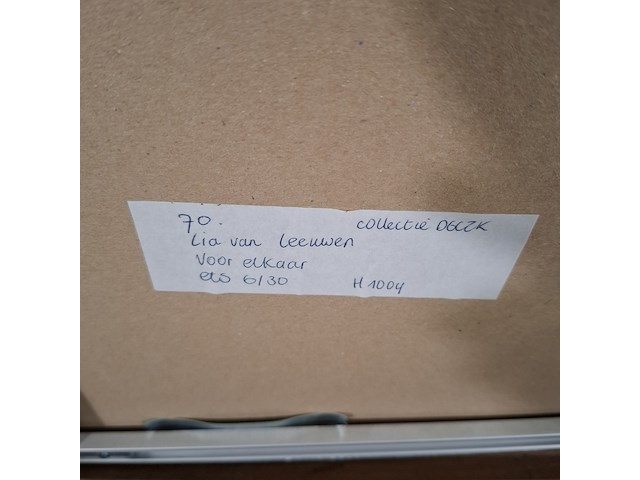 70. collectie DGCZK
Lia van Leeuwen
Voor elkaar
ets 6/30 H 1004